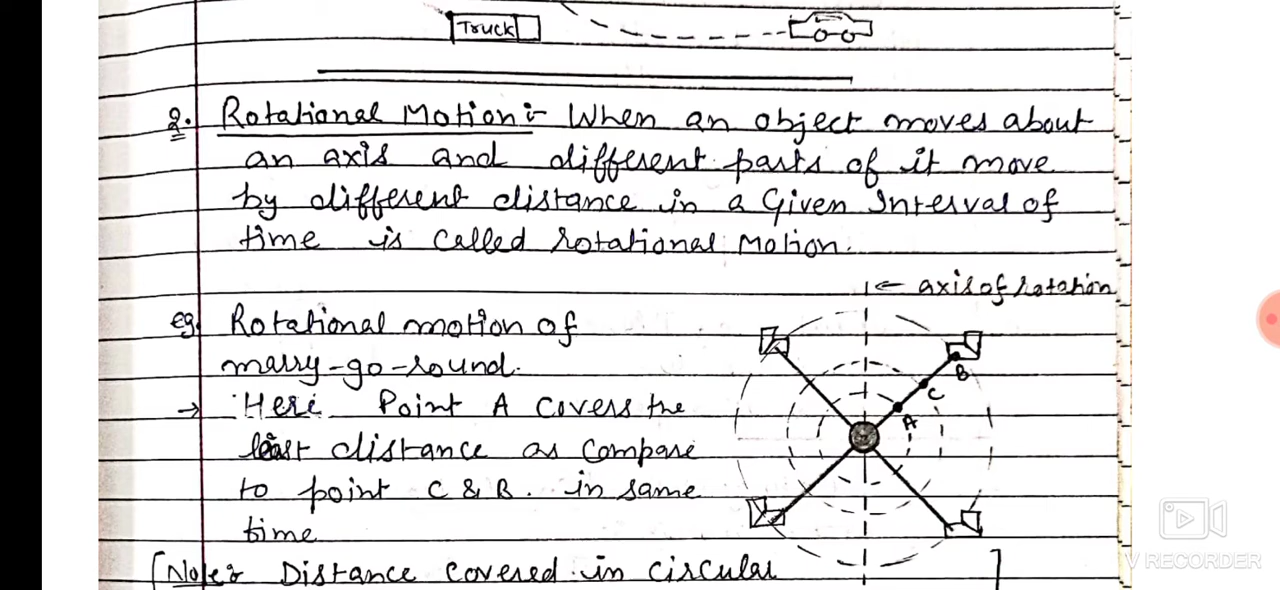 Truck
2. Rotational Motion:- When an object moves about
an axis and different parts of it move
by different distance in a Given Interval of
time is called rotational Motion.
← axis of rotation
eg. Rotational motion of
marry-go-round.
→ Here Point A covers the
least distance as compare
to point C & B. in same
time
B
C
A
[Note:- Distance covered in circular ]
V RECORDER